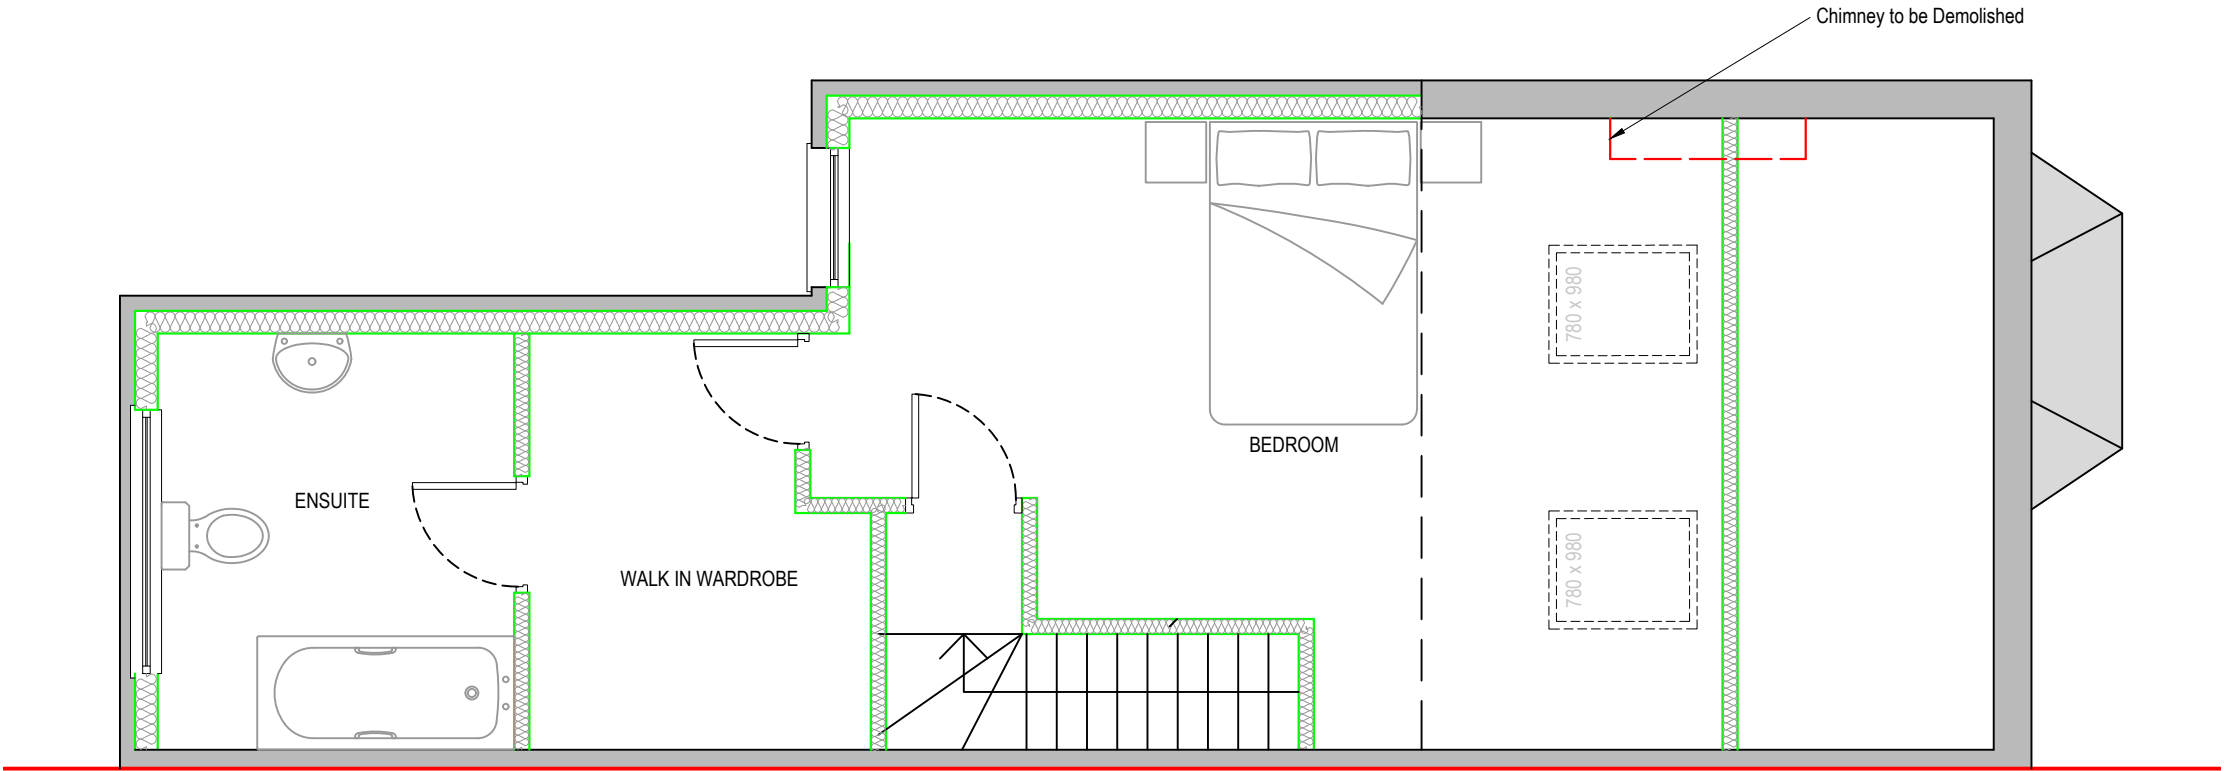 Chimney to be Demolished
780 x 980
BEDROOM
ENSUITE
780 x 980
WALK IN WARDROBE